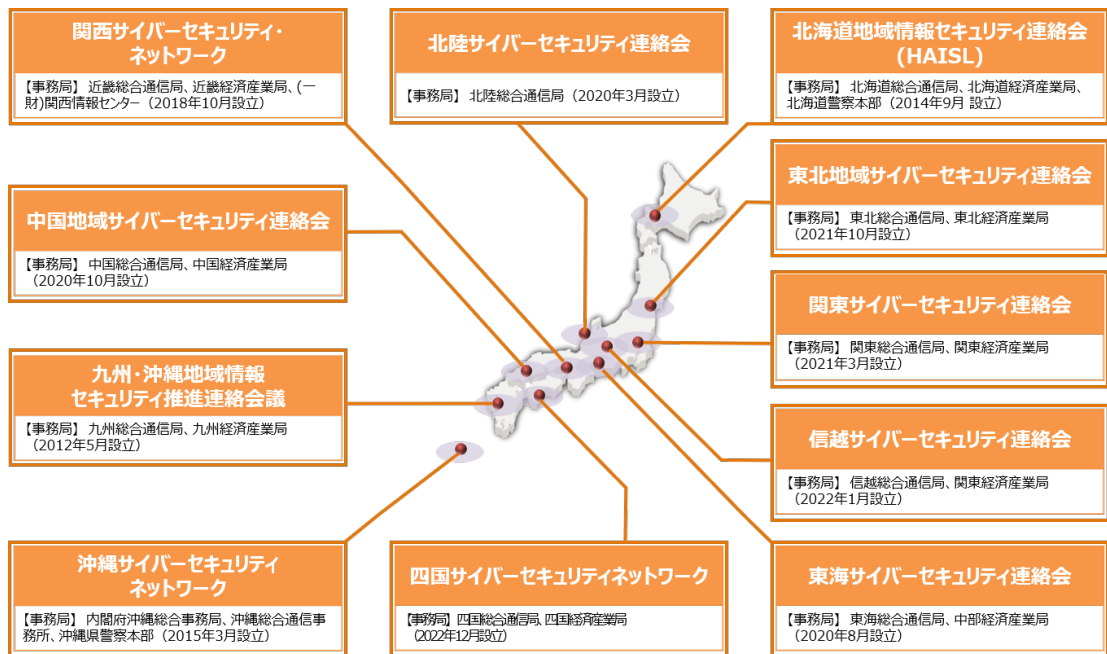 関西サイバーセキュリティ・
ネットワーク
【事務局】 近畿総合通信局、近畿経済産業局、(一
財)関西情報センター（2018年10月設立）
北陸サイバーセキュリティ連絡会
【事務局】 北陸総合通信局（2020年3月設立）
北海道地域情報セキュリティ連絡会
(HAISL)
【事務局】 北海道総合通信局、北海道経済産業局、
北海道警察本部（2014年9月 設立）
東北地域サイバーセキュリティ連絡会
【事務局】 東北総合通信局、東北経済産業局
（2021年10月設立）
中国地域サイバーセキュリティ連絡会
【事務局】 中国総合通信局、中国経済産業局
（2020年10月設立）
関東サイバーセキュリティ連絡会
【事務局】 関東総合通信局、関東経済産業局
（2021年3月設立）
九州・沖縄地域情報
セキュリティ推進連絡会議
【事務局】 九州総合通信局、九州経済産業局
（2012年5月設立）
信越サイバーセキュリティ連絡会
【事務局】 信越総合通信局、関東経済産業局
（2022年1月設立）
沖縄サイバーセキュリティ
ネットワーク
【事務局】 内閣府沖縄総合事務局、沖縄総合通信事
務所、沖縄県警察本部（2015年3月設立）
四国サイバーセキュリティネットワーク
【事務局】 四国総合通信局、四国経済産業局
（2022年12月設立）
東海サイバーセキュリティ連絡会
【事務局】 東海総合通信局、中部経済産業局
（2020年8月設立）